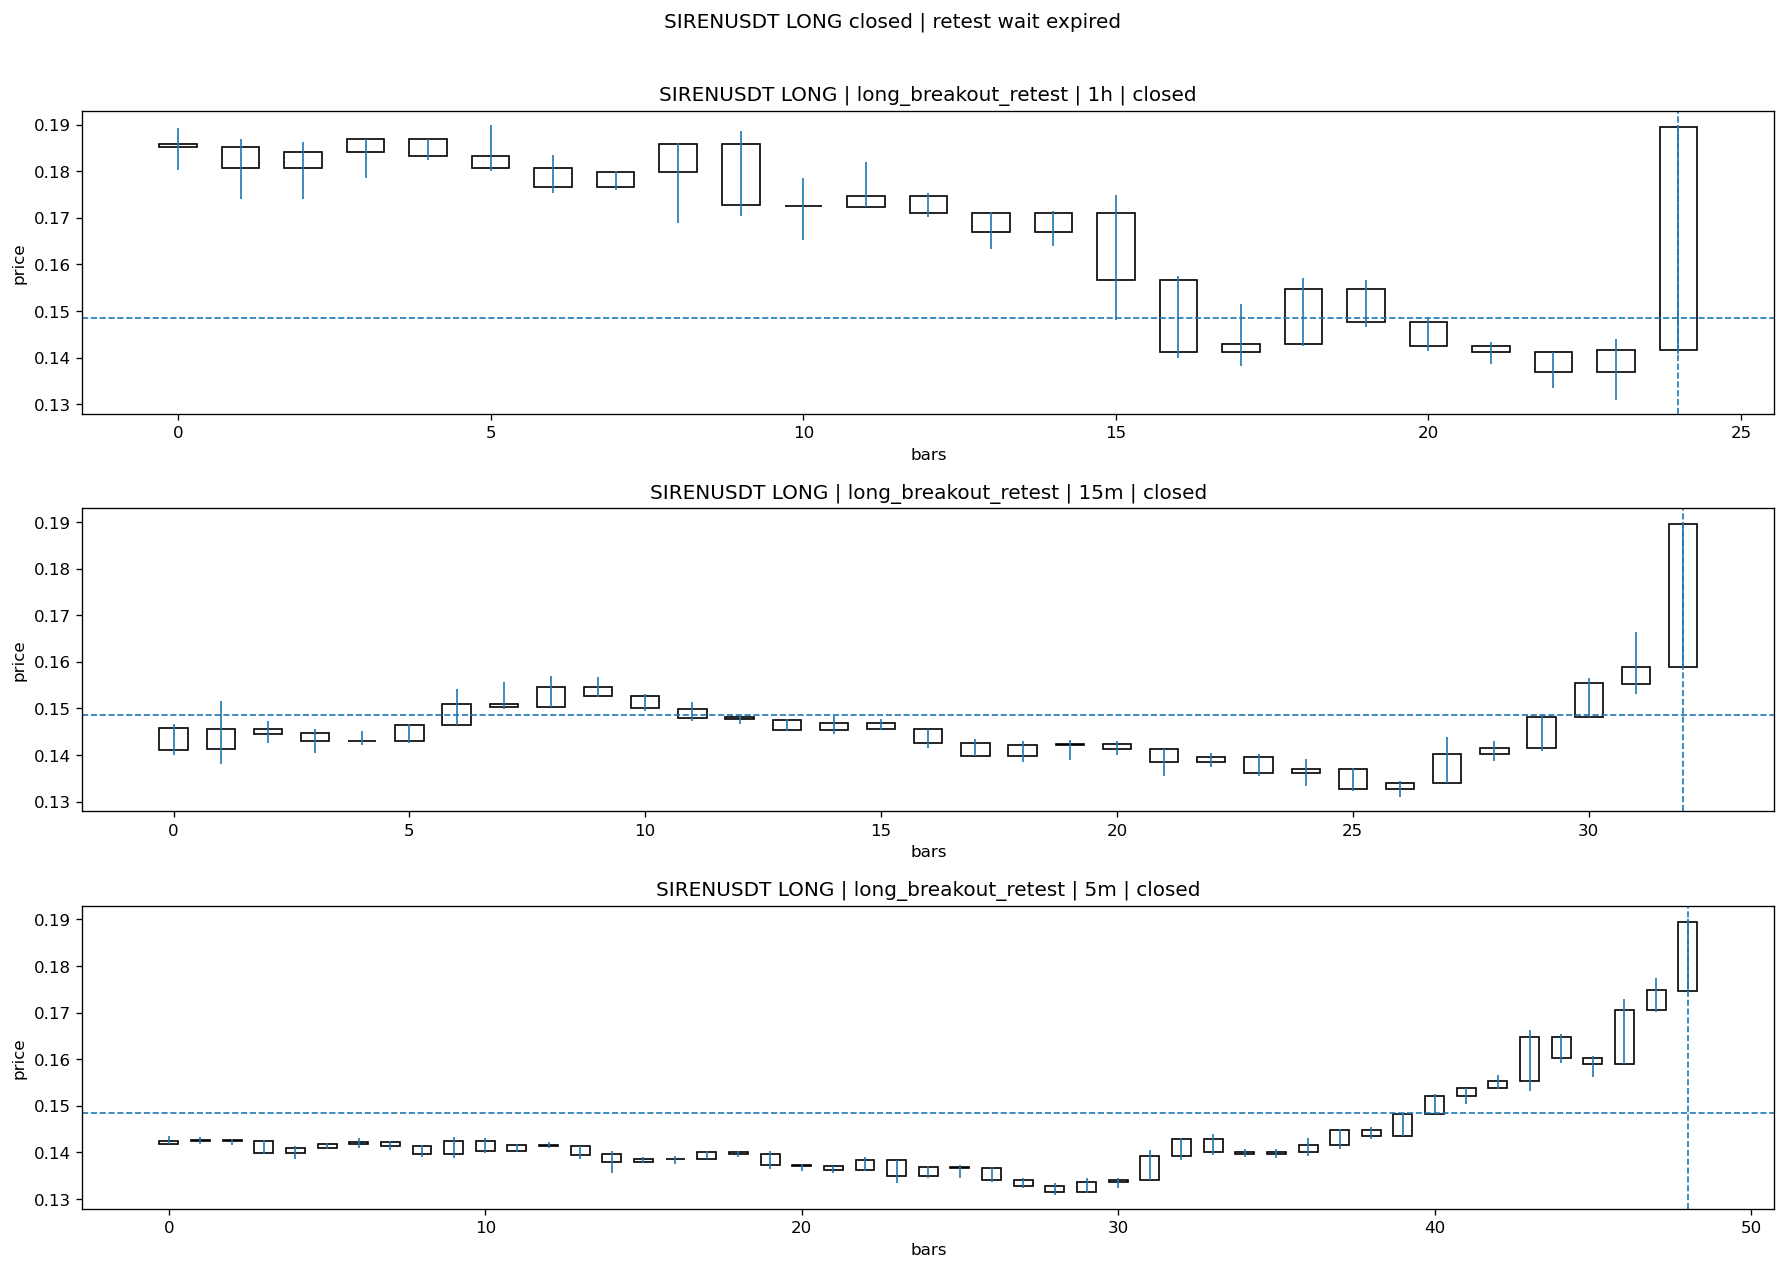 SIRENUSDT LONG closed | retest wait expired
SIRENUSDT LONG | long_breakout_retest | 1h | closed
0.19
0.18
0.17
0.16
0.15
0.14
0.13
price
0 5 10 15 20 25
bars
SIRENUSDT LONG | long_breakout_retest | 15m | closed
0.19
0.18
0.17
0.16
0.15
0.14
0.13
price
0 5 10 15 20 25 30
bars
SIRENUSDT LONG | long_breakout_retest | 5m | closed
0.19
0.18
0.17
0.16
0.15
0.14
0.13
price
0 10 20 30 40 50
bars